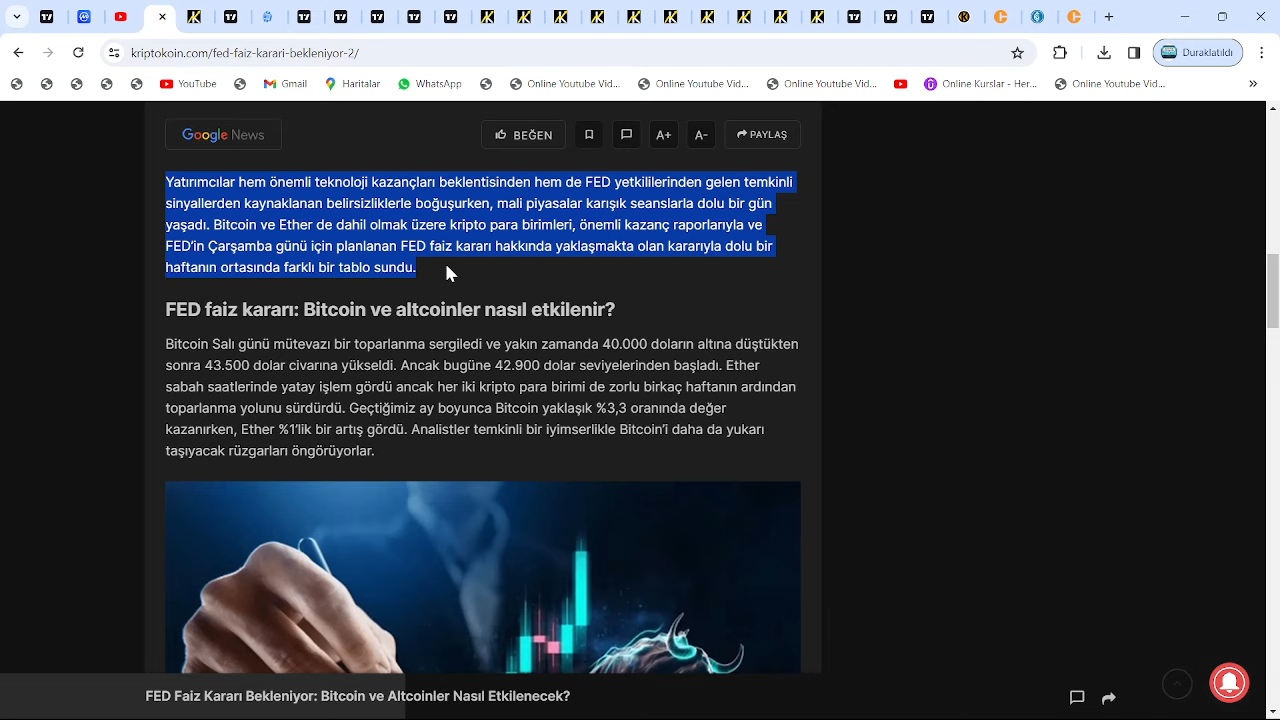 kriptokoin.com/fed-faiz-karari-bekleniyor-2/
Duraklatıldı
YouTube
Gmail
Haritalar
WhatsApp
Online Youtube Vid...
Online Youtube Vid...
Online Youtube Vid...
Online Kurslar - Her...
Online Youtube Vid...
Google News
BEĞEN
A+
A-
PAYLAŞ
Yatırımcılar hem önemli teknoloji kazançları beklentisinden hem de FED yetkililerinden gelen temkinli
sinyallerden kaynaklanan belirsizliklerle boğuşurken, mali piyasalar karışık seanslarla dolu bir gün
yaşadı. Bitcoin ve Ether de dahil olmak üzere kripto para birimleri, önemli kazanç raporlarıyla ve
FED’in Çarşamba günü için planlanan FED faiz kararı hakkında yaklaşmakta olan kararıyla dolu bir
haftanın ortasında farklı bir tablo sundu.
FED faiz kararı: Bitcoin ve altcoinler nasıl etkilenir?
Bitcoin Salı günü mütevazı bir toparlanma sergiledi ve yakın zamanda 40.000 doların altına düştükten
sonra 43.500 dolar civarına yükseldi. Ancak bugüne 42.900 dolar seviyelerinden başladı. Ether
sabah saatlerinde yatay işlem gördü ancak her iki kripto para birimi de zorlu birkaç haftanın ardından
toparlanma yolunu sürdürdü. Geçtiğimiz ay boyunca Bitcoin yaklaşık %3,3 oranında değer
kazanırken, Ether %1’lik bir artış gördü. Analistler temkinli bir iyimserlikle Bitcoin’i daha da yukarı
taşıyacak rüzgarları öngörüyorlar.
FED Faiz Kararı Bekleniyor: Bitcoin ve Altcoinler Nasıl Etkilenecek?